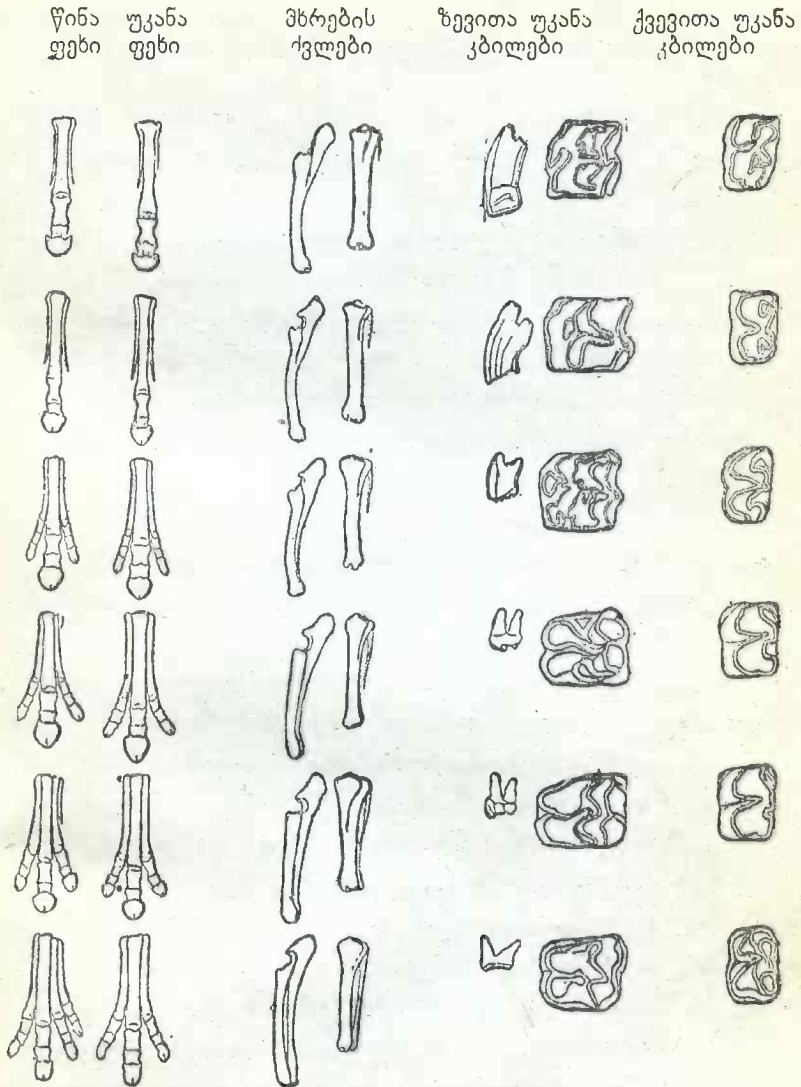 წინა უკანა
ფეხი ფეხი
მხრების
ძვლები
ზევითა უკანა
კბილები
ქვევითა უკანა
კბილები